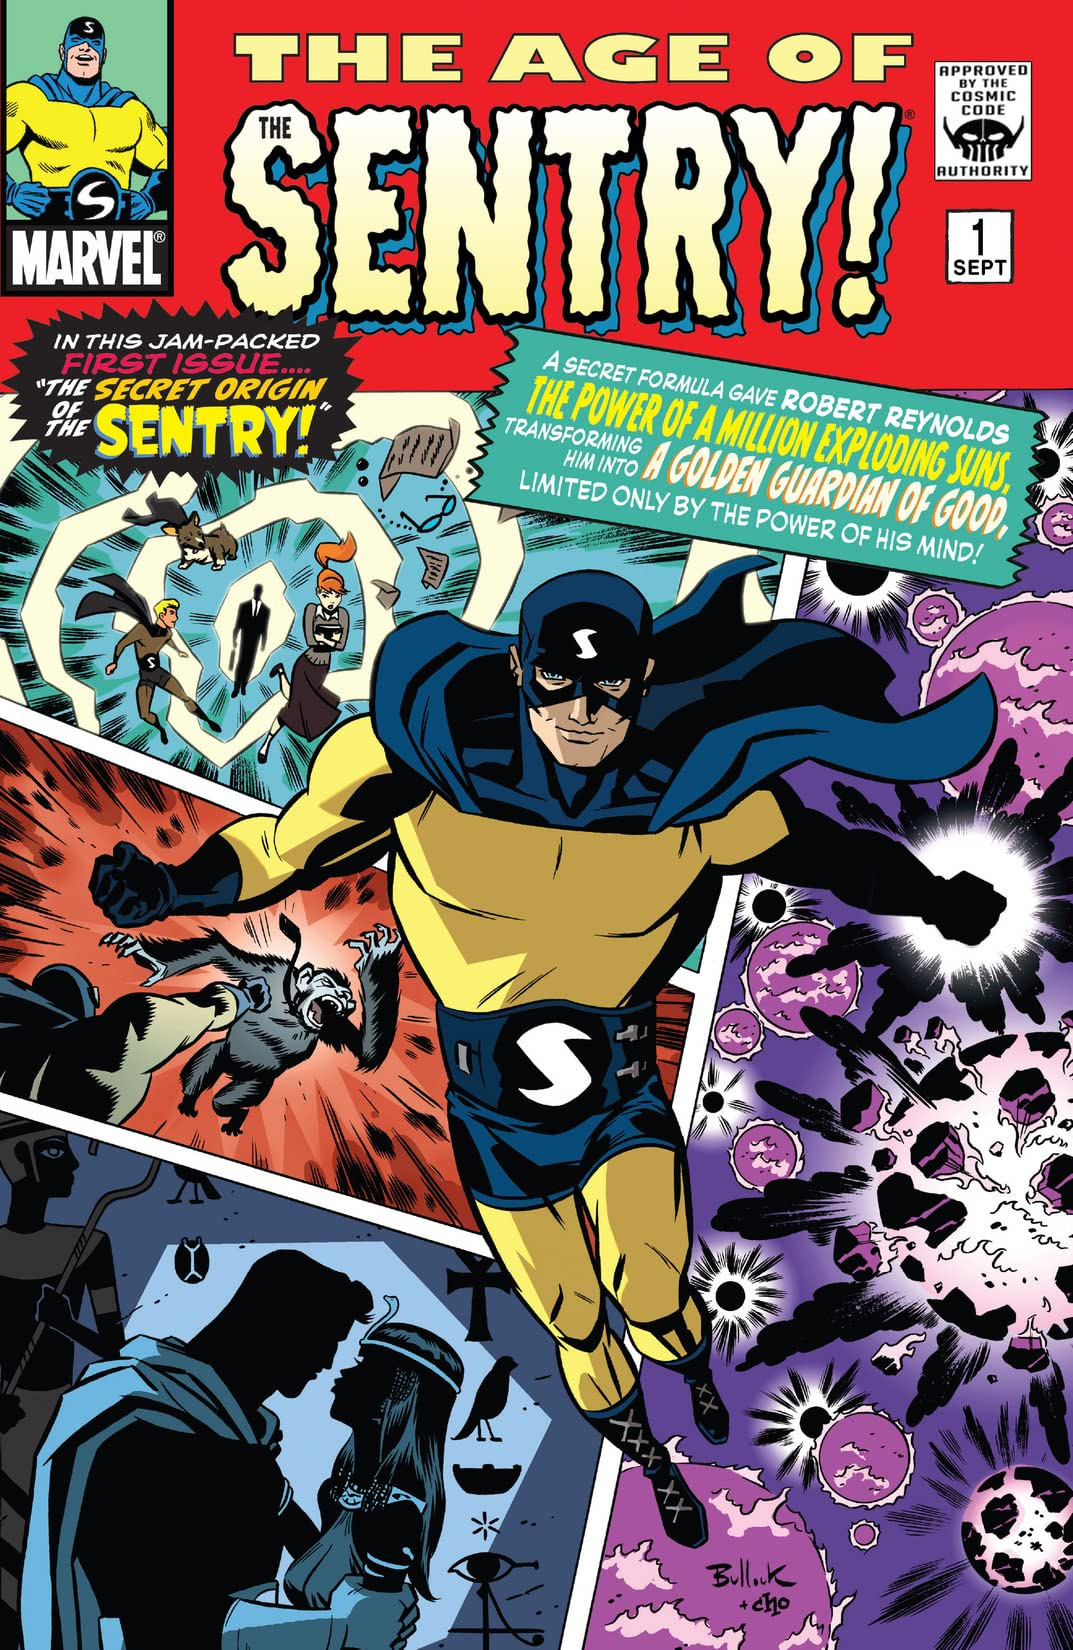 THE AGE OF
THE
SENTRY!®
S
S
MARVEL®
APPROVED
BY THE
COSMIC
CODE
AUTHORITY
1
SEPT
IN THIS JAM-PACKED
FIRST ISSUE....
"THE SECRET ORIGIN
OF
THE SENTRY!"
A SECRET FORMULA GAVE ROBERT REYNOLDS
THE POWER OF A MILLION EXPLODING SUNS,
TRANSFORMING
HIM INTO A GOLDEN GUARDIAN OF GOOD,
LIMITED ONLY BY THE POWER OF HIS MIND!
S
S
S
Bullock
+ cho